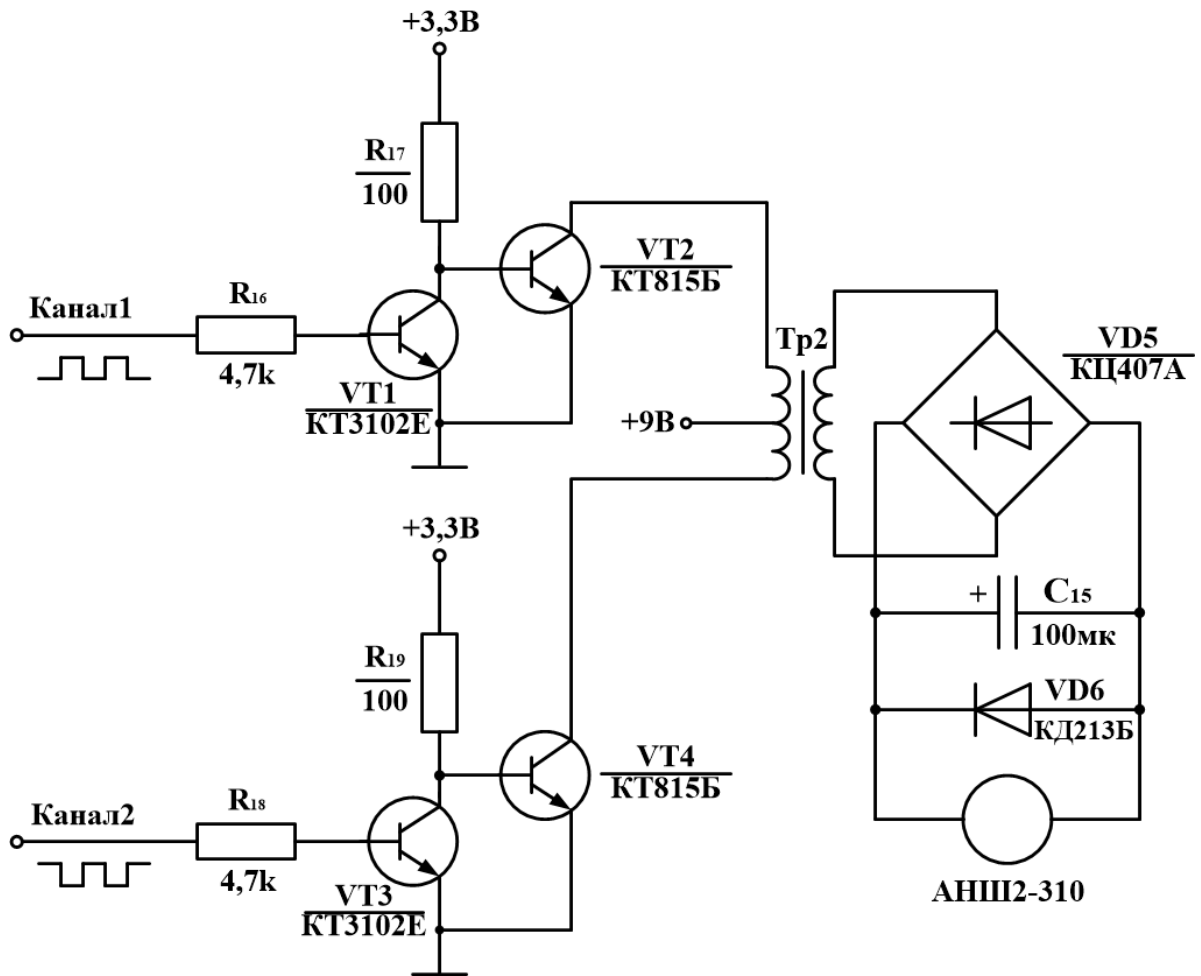 +3,3В
R17
100
VT2
КТ815Б
Канал1
R16
4,7k
VT1
КТ3102Е
Тр2
VD5
КЦ407А
+9В
+3,3В
R19
100
+
C15
100мк
VD6
КД213Б
VT4
КТ815Б
Канал2
R18
4,7k
VT3
КТ3102Е
АНШ2-310